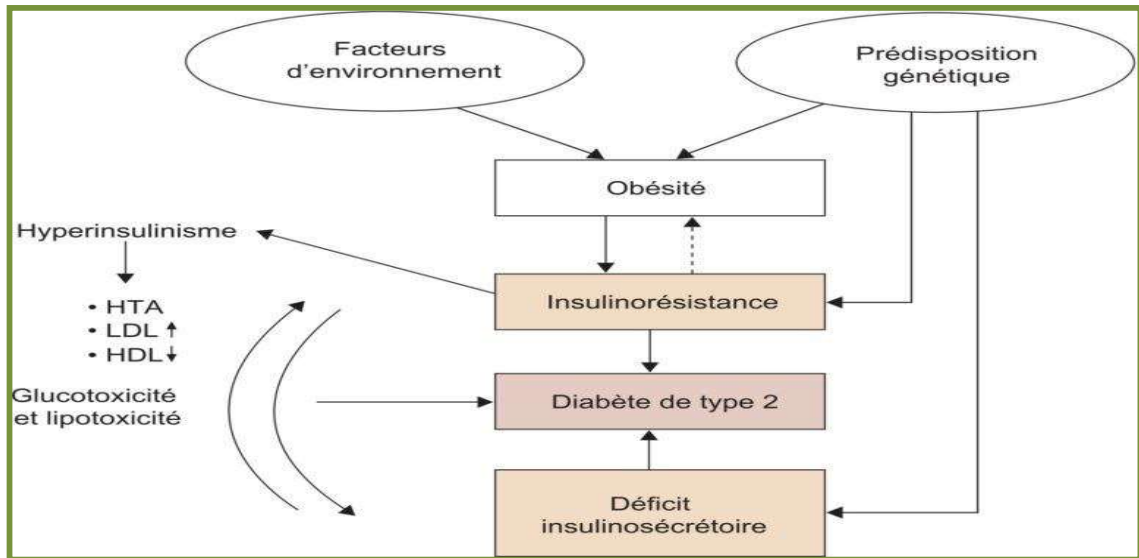 Facteurs
d'environnement
Prédisposition
génétique
Obésité
Hyperinsulinisme
• HTA
• LDL ↑
• HDL ↓
Insulinorésistance
Glucotoxicité
et lipotoxicité
Diabète de type 2
Déficit
insulinosécrétoire